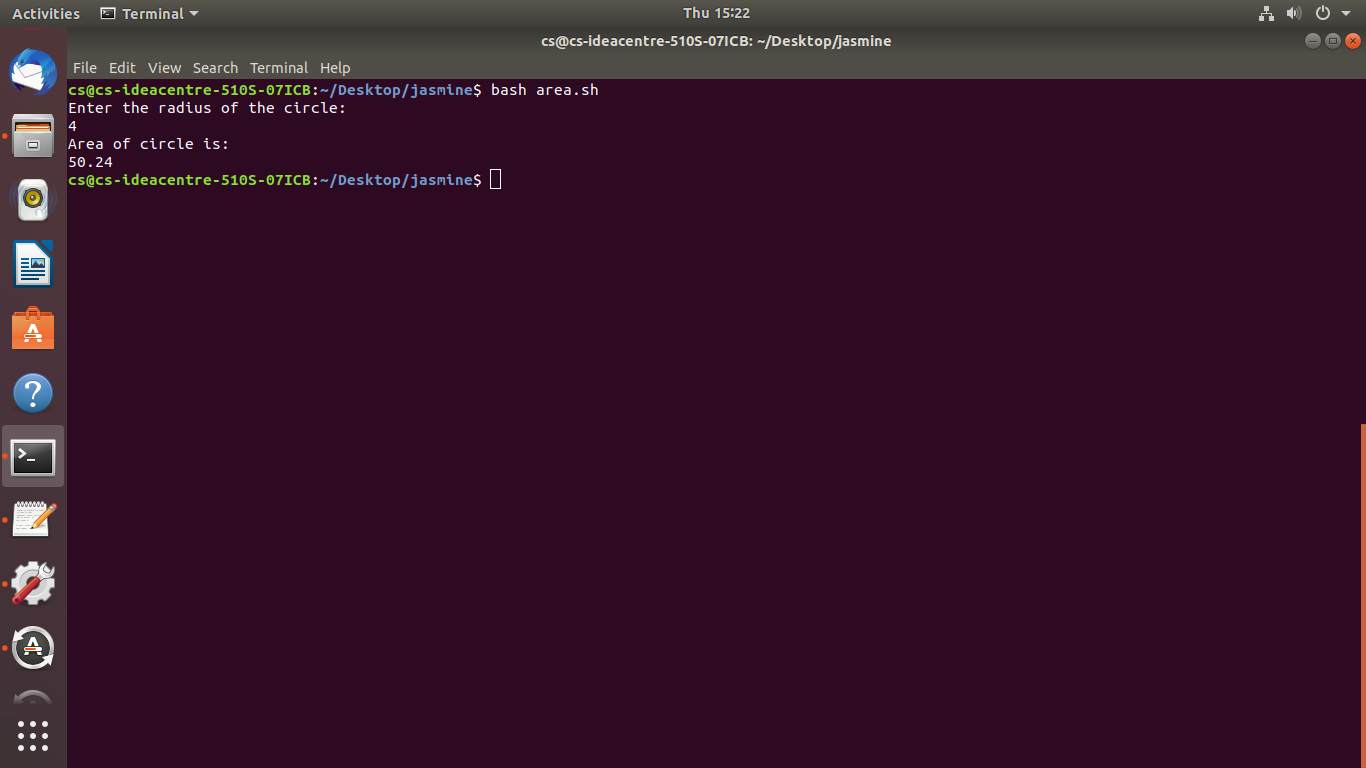 Activities Terminal Thu 15:22
cs@cs-ideacentre-510S-07ICB: ~/Desktop/jasmine
File Edit View Search Terminal Help
cs@cs-ideacentre-510S-07ICB:~/Desktop/jasmine$ bash area.sh
Enter the radius of the circle:
4
Area of circle is:
50.24
cs@cs-ideacentre-510S-07ICB:~/Desktop/jasmine$